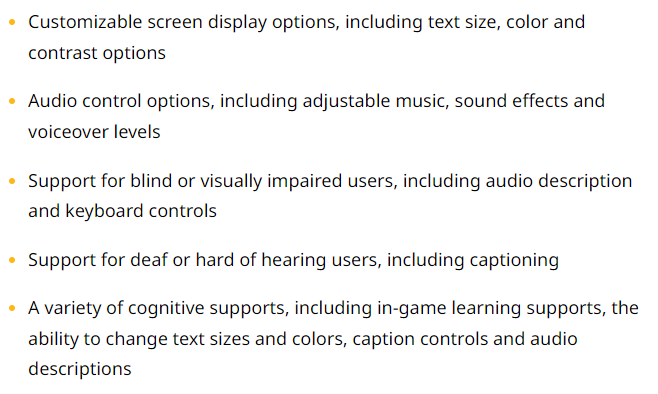 • Customizable screen display options, including text size, color and
contrast options
• Audio control options, including adjustable music, sound effects and
voiceover levels
• Support for blind or visually impaired users, including audio description
and keyboard controls
• Support for deaf or hard of hearing users, including captioning
• A variety of cognitive supports, including in-game learning supports, the
ability to change text sizes and colors, caption controls and audio
descriptions